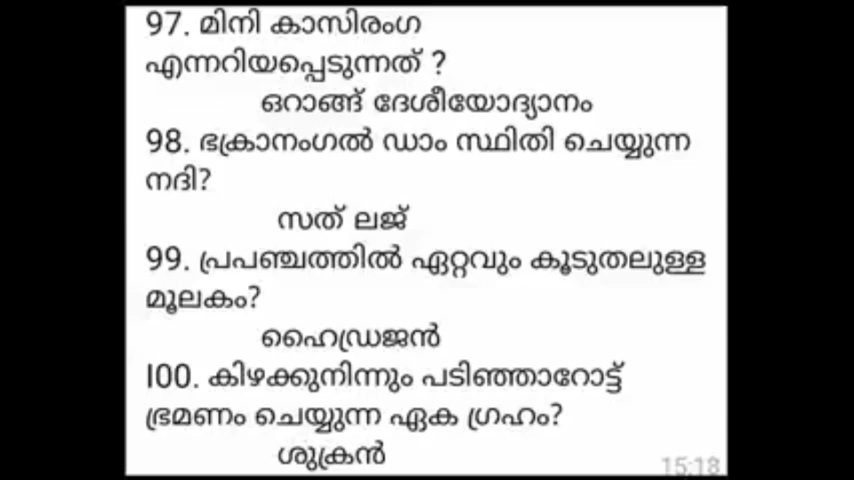 97. മിനി കാസിരംഗ
എന്നറിയപ്പെടുന്നത് ?
ഒറാങ്ങ് ദേശീയോദ്യാനം
98. ഭക്രാനംഗൽ ഡാം സ്ഥിതി ചെയ്യുന്ന
നദി?
സത് ലജ്
99. പ്രപഞ്ചത്തിൽ ഏറ്റവും കൂടുതലുള്ള
മൂലകം?
ഹൈഡ്രജൻ
100. കിഴക്കുനിന്നും പടിഞ്ഞാറോട്ട്
ഭ്രമണം ചെയ്യുന്ന ഏക ഗ്രഹം?
ശുക്രൻ
15:18